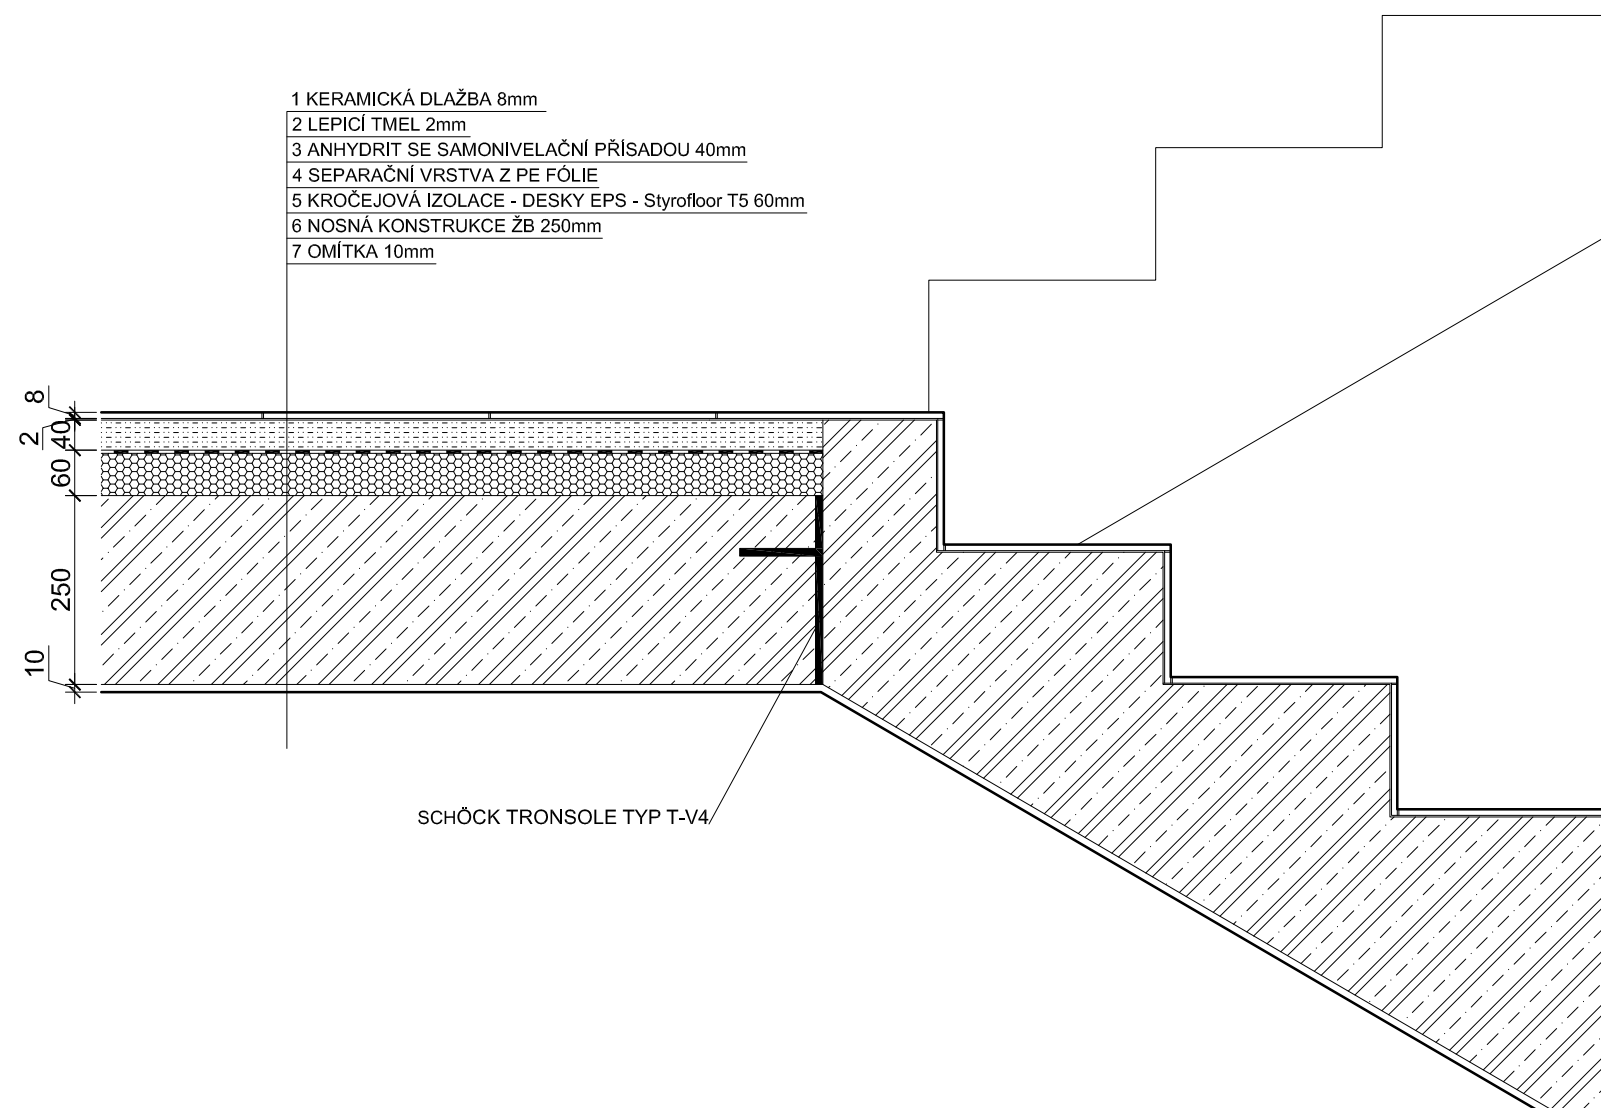 1 KERAMICKÁ DLAŽBA 8mm
2 LEPICÍ TMEL 2mm
3 ANHYDRIT SE SAMONIVELAČNÍ PŘÍSADOU 40mm
4 SEPARAČNÍ VRSTVA Z PE FÓLIE
5 KROČEJOVÁ IZOLACE - DESKY EPS - Styrofloor T5 60mm
6 NOSNÁ KONSTRUKCE ŽB 250mm
7 OMÍTKA 10mm
8
2
40
60
250
10
SCHÖCK TRONSOLE TYP T-V4